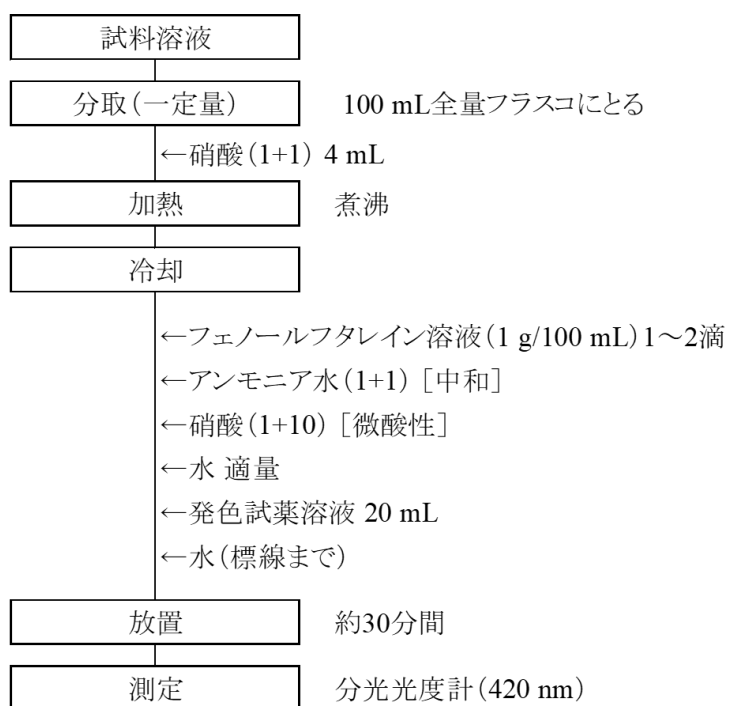 試料溶液
分取(一定量) 100 mL全量フラスコにとる
←硝酸(1+1) 4 mL
加熱 煮沸
冷却
←フェノールフタレイン溶液(1 g/100 mL)1～2滴
←アンモニア水(1+1)[中和]
←硝酸(1+10)[微酸性]
←水 適量
←発色試薬溶液 20 mL
←水(標線まで)
放置 約30分間
測定 分光光度計(420 nm)